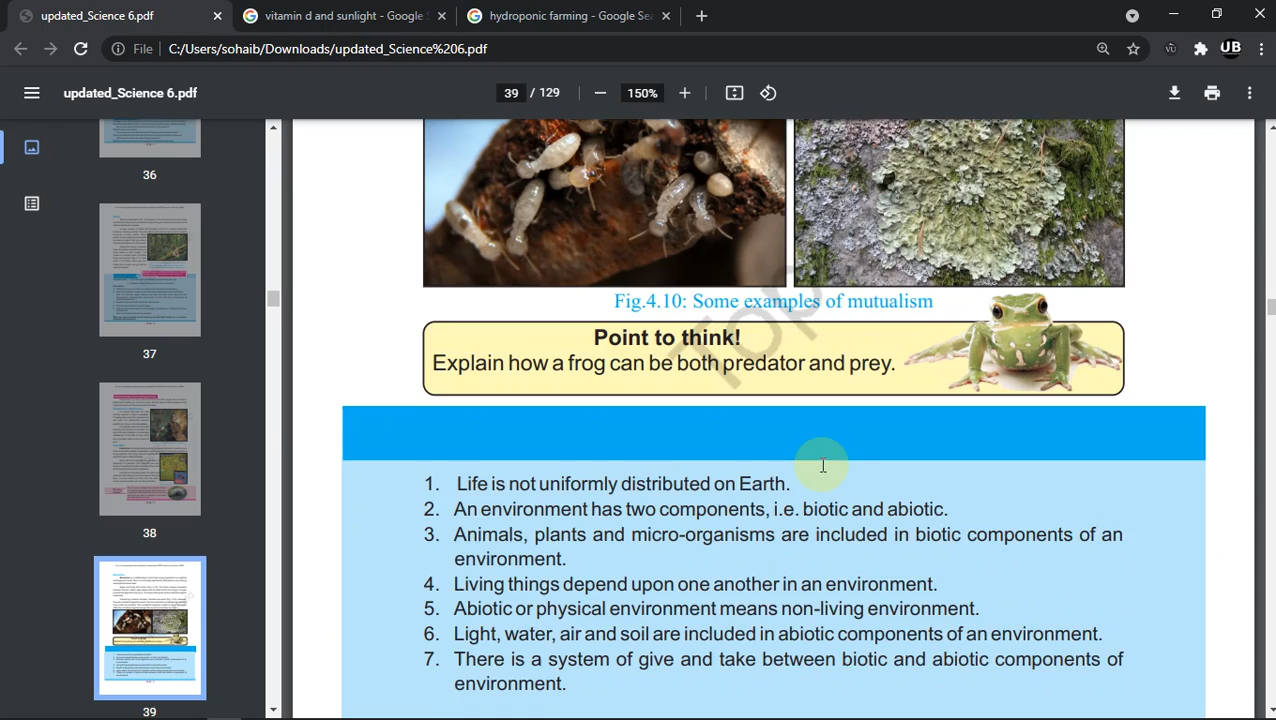 updated_Science 6.pdf
vitamin d and sunlight - Google S
hydroponic farming - Google Sea
File
C:/Users/sohaib/Downloads/updated_Science%206.pdf
UB
updated_Science 6.pdf
39 / 129
150%
36
37
38
39
Fig.4.10: Some examples of mutualism
Point to think!
Explain how a frog can be both predator and prey.
1. Life is not uniformly distributed on Earth.
2. An environment has two components, i.e. biotic and abiotic.
3. Animals, plants and micro-organisms are included in biotic components of an
environment.
4. Living things depend upon one another in an environment.
5. Abiotic or physical environment means non-living environment.
6. Light, water, air and soil are included in abiotic components of an environment.
7. There is a system of give and take between biotic and abiotic components of
environment.